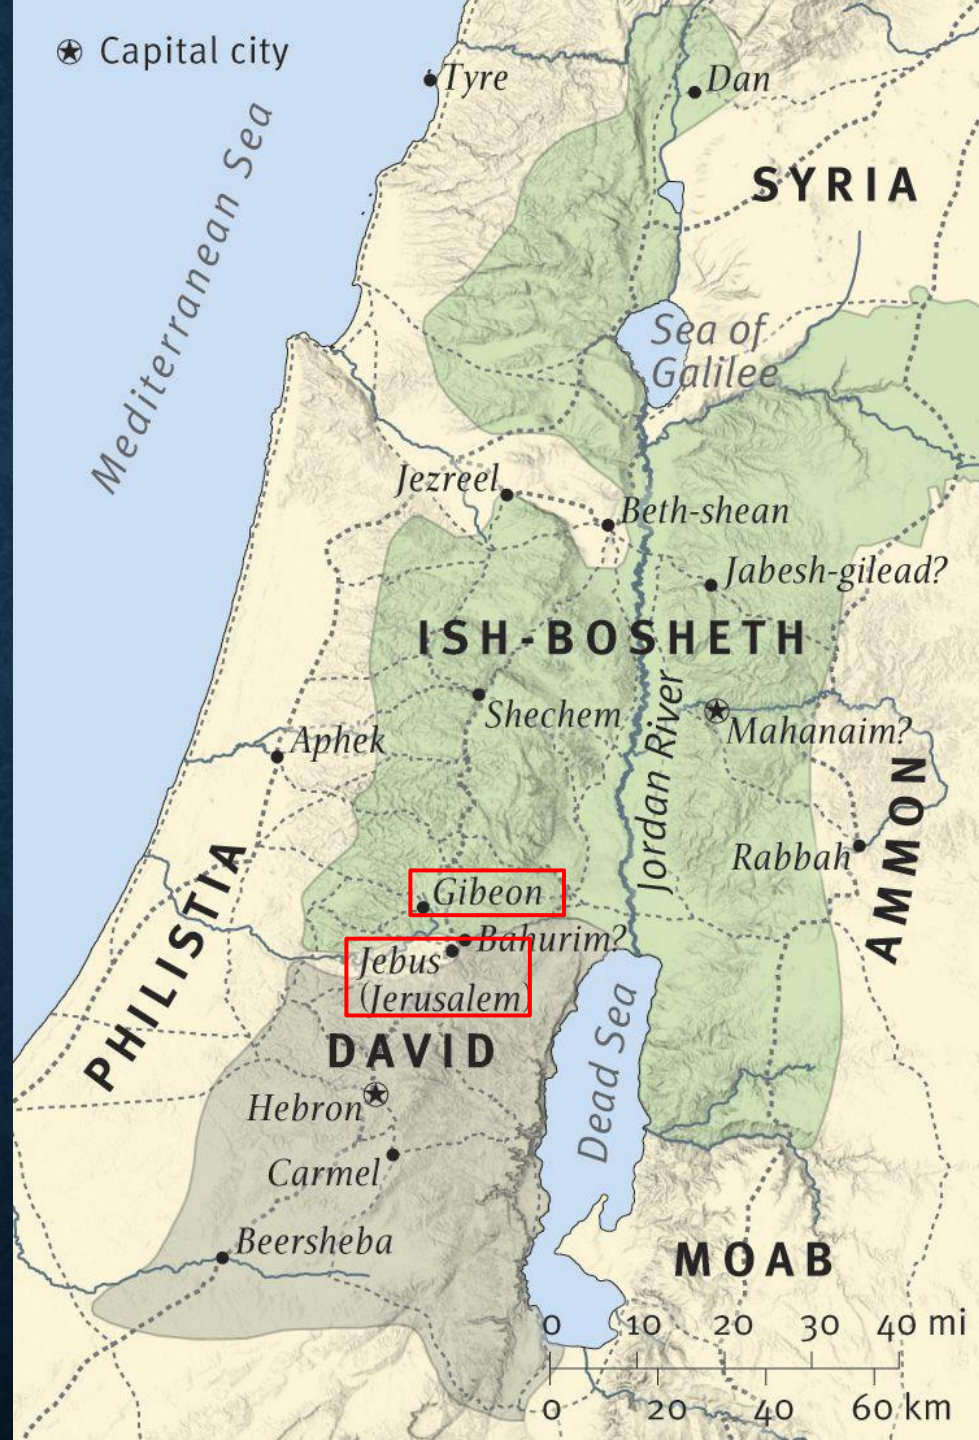 Capital city
Tyre
Dan
Mediterranean Sea
SYRIA
Sea of
Galilee
Jezreel
Beth-shean
Jabesh-gilead?
ISH-BOSHETH
Shechem
Jordan River
Mahanaim?
Aphek
AMMON
Rabbah
PHILISTIA
Gibeon
Bahurim?
Jebus
(Jerusalem)
DAVID
Dead Sea
Hebron
Carmel
Beersheba
MOAB
0 10 20 30 40 mi
0 20 40 60 km